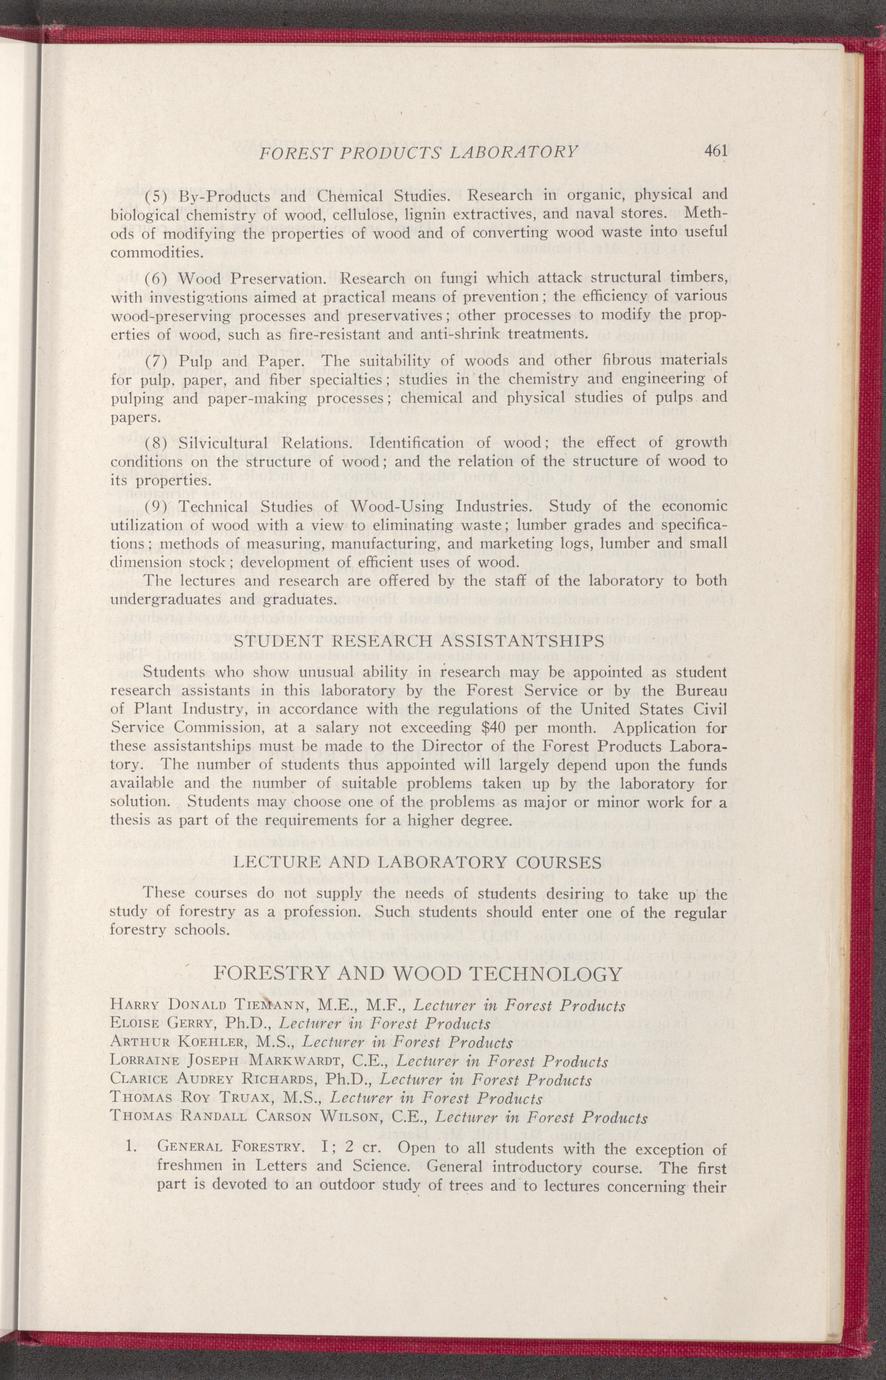 FOREST PRODUCTS LABORATORY 461
(5) By-Products and Chemical Studies. Research in organic, physical and
biological chemistry of wood, cellulose, lignin extractives, and naval stores. Meth-
ods of modifying the properties of wood and of converting wood waste into useful
commodities.
(6) Wood Preservation. Research on fungi which attack structural timbers,
with investigations aimed at practical means of prevention; the efficiency of various
wood-preserving processes and preservatives; other processes to modify the prop-
erties of wood, such as fire-resistant and anti-shrink treatments.
(7) Pulp and Paper. The suitability of woods and other fibrous materials
for pulp, paper, and fiber specialties; studies in the chemistry and engineering of
pulping and paper-making processes; chemical and physical studies of pulps and
papers.
(8) Silvicultural Relations. Identification of wood; the effect of growth
conditions on the structure of wood; and the relation of the structure of wood to
its properties.
(9) Technical Studies of Wood-Using Industries. Study of the economic
utilization of wood with a view to eliminating waste; lumber grades and specifica-
tions; methods of measuring, manufacturing, and marketing logs, lumber and small
dimension stock; development of efficient uses of wood.
The lectures and research are offered by the staff of the laboratory to both
undergraduates and graduates.
STUDENT RESEARCH ASSISTANTSHIPS
Students who show unusual ability in research may be appointed as student
research assistants in this laboratory by the Forest Service or by the Bureau
of Plant Industry, in accordance with the regulations of the United States Civil
Service Commission, at a salary not exceeding $40 per month. Application for
these assistantships must be made to the Director of the Forest Products Labora-
tory. The number of students thus appointed will largely depend upon the funds
available and the number of suitable problems taken up by the laboratory for
solution. Students may choose one of the problems as major or minor work for a
thesis as part of the requirements for a higher degree.
LECTURE AND LABORATORY COURSES
These courses do not supply the needs of students desiring to take up the
study of forestry as a profession. Such students should enter one of the regular
forestry schools.
FORESTRY AND WOOD TECHNOLOGY
HARRY DONALD TIEMANN, M.E., M.F., Lecturer in Forest Products
ELOISE GERRY, Ph.D., Lecturer in Forest Products
ARTHUR KOEHLER, M.S., Lecturer in Forest Products
LORRAINE JOSEPH MARKWARDT, C.E., Lecturer in Forest Products
CLARICE AUDREY RICHARDS, Ph.D., Lecturer in Forest Products
THOMAS ROY TRUAX, M.S., Lecturer in Forest Products
THOMAS RANDALL CARSON WILSON, C.E., Lecturer in Forest Products
1. GENERAL FORESTRY. I; 2 cr. Open to all students with the exception of
freshmen in Letters and Science. General introductory course. The first
part is devoted to an outdoor study of trees and to lectures concerning their